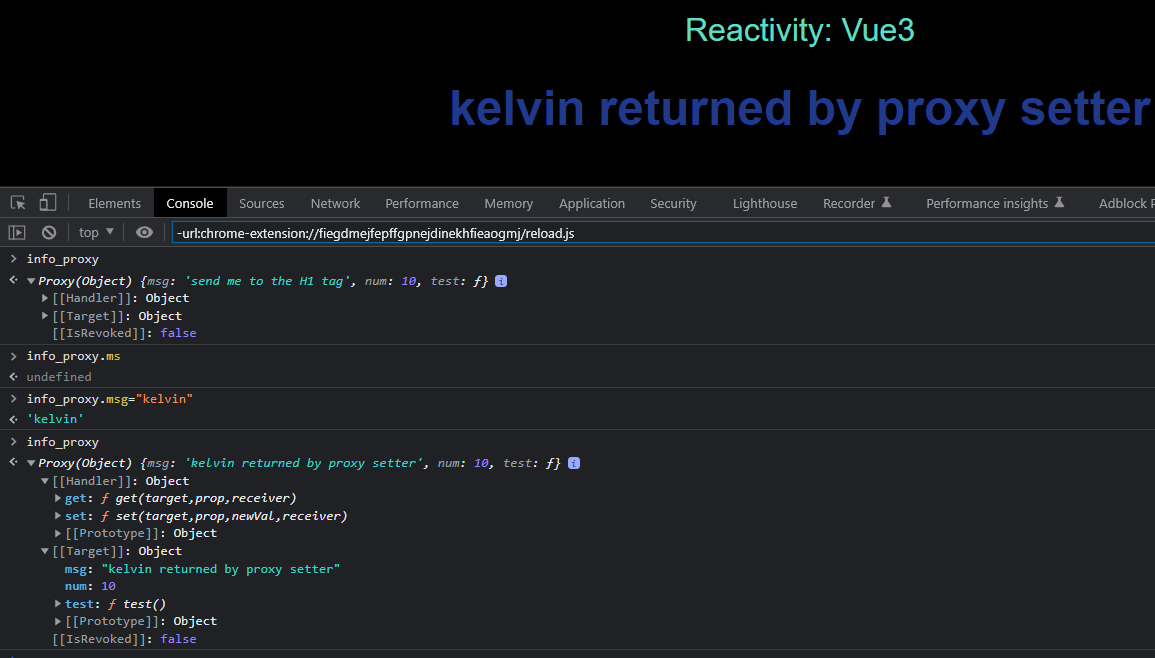 Reactivity: Vue3
kelvin returned by proxy setter
Elements Console Sources Network Performance Memory Application Security Lighthouse Recorder Performance insights Adblock P
top -url:chrome-extension://fiegdmejfepffgpnejdinekhfieaogmj/reload.js
info_proxy
Proxy(Object) {msg: 'send me to the H1 tag', num: 10, test: ƒ} i
[[Handler]]: Object
[[Target]]: Object
[[IsRevoked]]: false
info_proxy.ms
undefined
info_proxy.msg="kelvin"
'kelvin'
info_proxy
Proxy(Object) {msg: 'kelvin returned by proxy setter', num: 10, test: ƒ} i
[[Handler]]: Object
get: ƒ get(target,prop,receiver)
set: ƒ set(target,prop,newVal,receiver)
[[Prototype]]: Object
[[Target]]: Object
msg: "kelvin returned by proxy setter"
num: 10
test: ƒ test()
[[Prototype]]: Object
[[IsRevoked]]: false